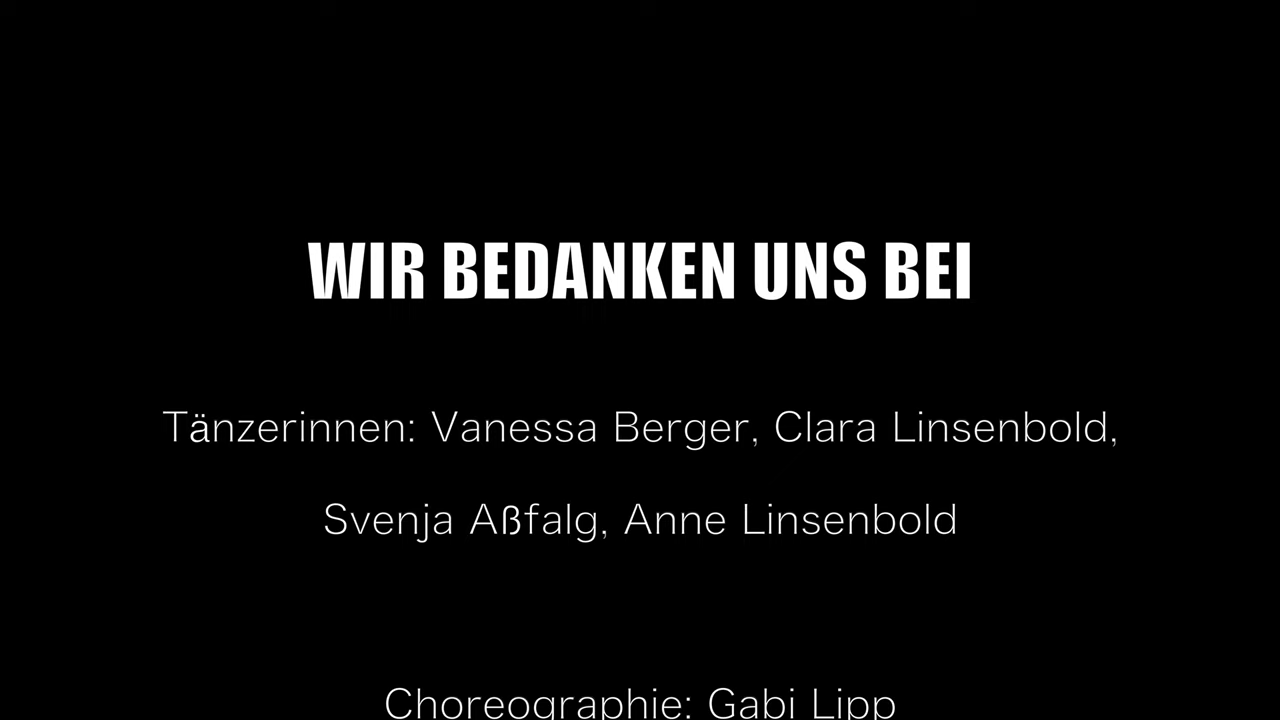 WIR BEDANKEN UNS BEI
Tänzerinnen: Vanessa Berger, Clara Linsenbold,
Svenja Aßfalg, Anne Linsenbold
Choreographie: Gabi Lipp